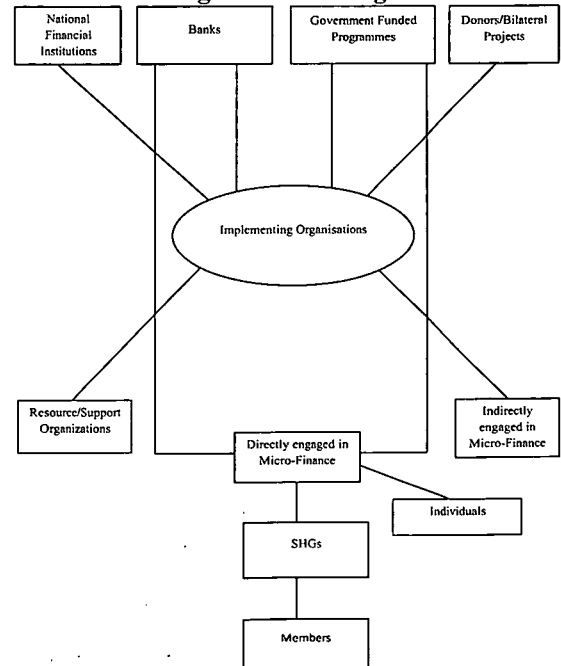 National
Financial
Institutions
Banks
Government Funded
Programmes
Donors/Bilateral
Projects
Implementing Organisations
Resource/Support
Organizations
Indirectly
engaged in
Micro-Finance
Directly engaged in
Micro-Finance
Individuals
SHGs
Members